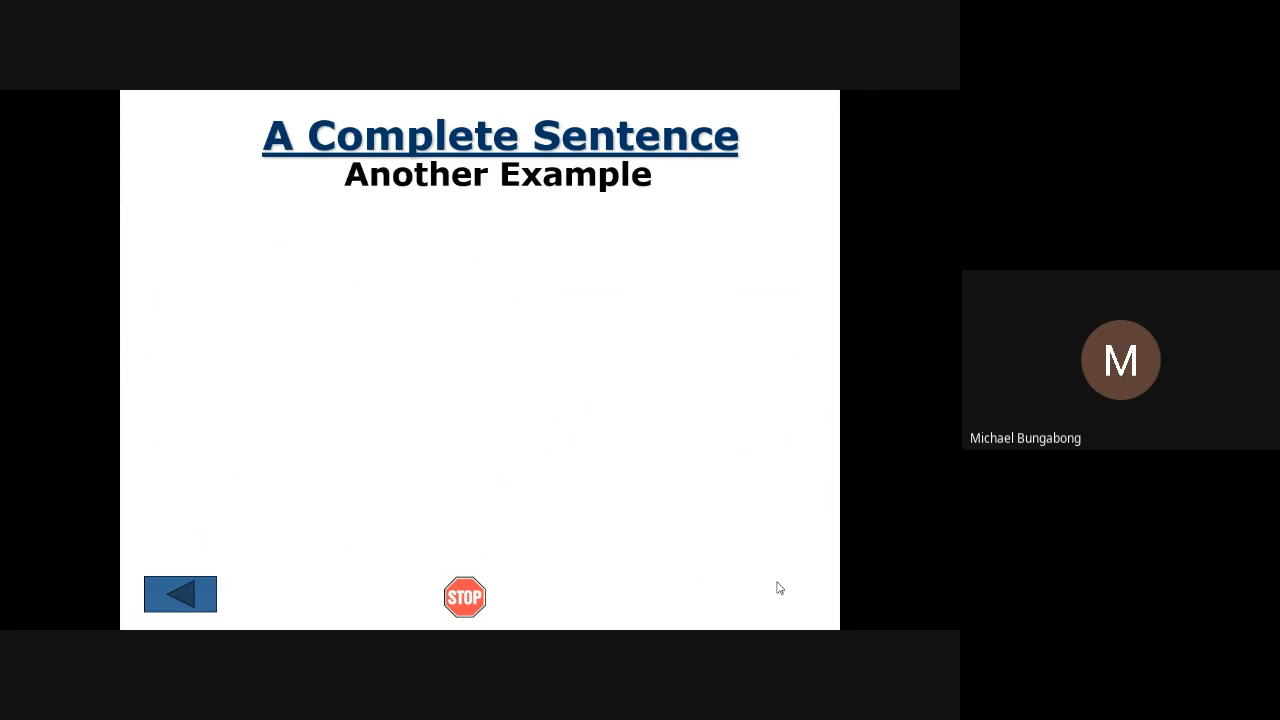 A Complete Sentence
Another Example
STOP
M
Michael Bungabong